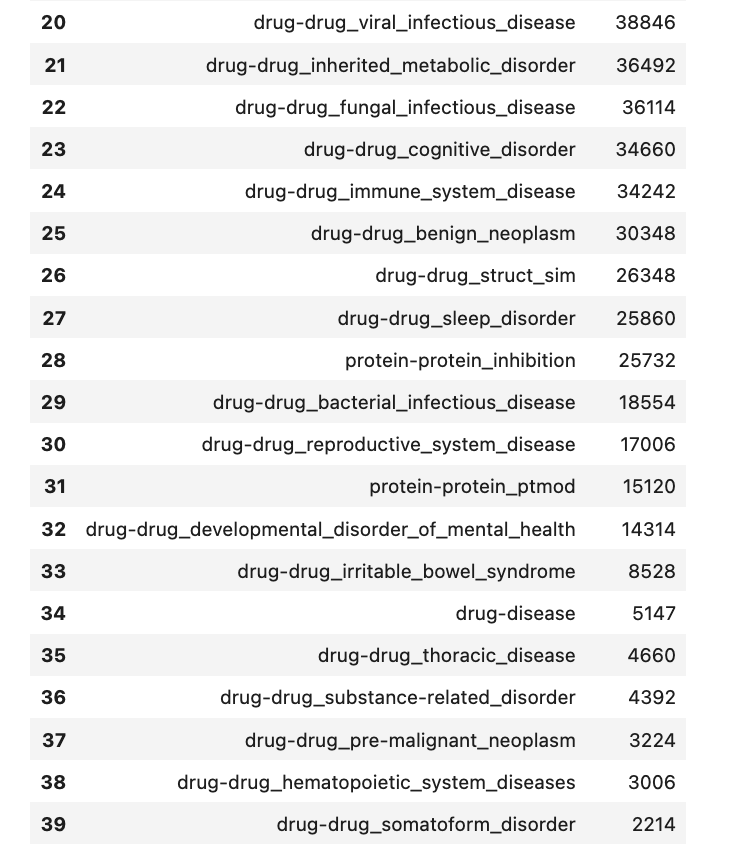 20 drug-drug_viral_infectious_disease 38846
21 drug-drug_inherited_metabolic_disorder 36492
22 drug-drug_fungal_infectious_disease 36114
23 drug-drug_cognitive_disorder 34660
24 drug-drug_immune_system_disease 34242
25 drug-drug_benign_neoplasm 30348
26 drug-drug_struct_sim 26348
27 drug-drug_sleep_disorder 25860
28 protein-protein_inhibition 25732
29 drug-drug_bacterial_infectious_disease 18554
30 drug-drug_reproductive_system_disease 17006
31 protein-protein_ptmod 15120
32 drug-drug_developmental_disorder_of_mental_health 14314
33 drug-drug_irritable_bowel_syndrome 8528
34 drug-disease 5147
35 drug-drug_thoracic_disease 4660
36 drug-drug_substance-related_disorder 4392
37 drug-drug_pre-malignant_neoplasm 3224
38 drug-drug_hematopoietic_system_diseases 3006
39 drug-drug_somatoform_disorder 2214